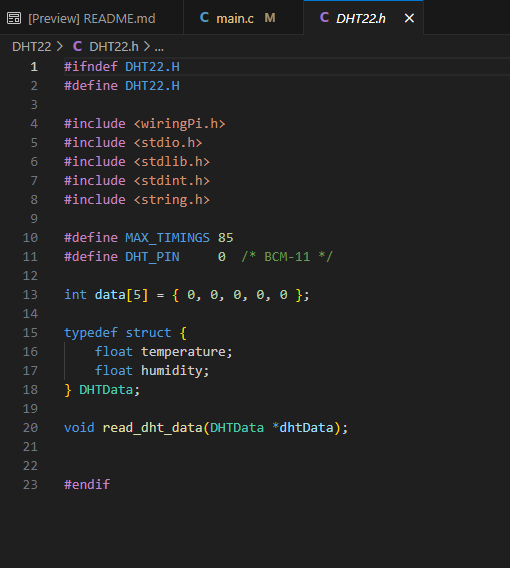 [Preview] README.md
C main.c M
C DHT22.h ×
DHT22 > C DHT22.h > ...
1 #ifndef DHT22.H
2 #define DHT22.H
3
4 #include <wiringPi.h>
5 #include <stdio.h>
6 #include <stdlib.h>
7 #include <stdint.h>
8 #include <string.h>
9
10 #define MAX_TIMINGS 85
11 #define DHT_PIN     0  /* BCM-11 */
12
13 int data[5] = { 0, 0, 0, 0, 0 };
14
15 typedef struct {
16     float temperature;
17     float humidity;
18 } DHTData;
19
20 void read_dht_data(DHTData *dhtData);
21
22
23 #endif